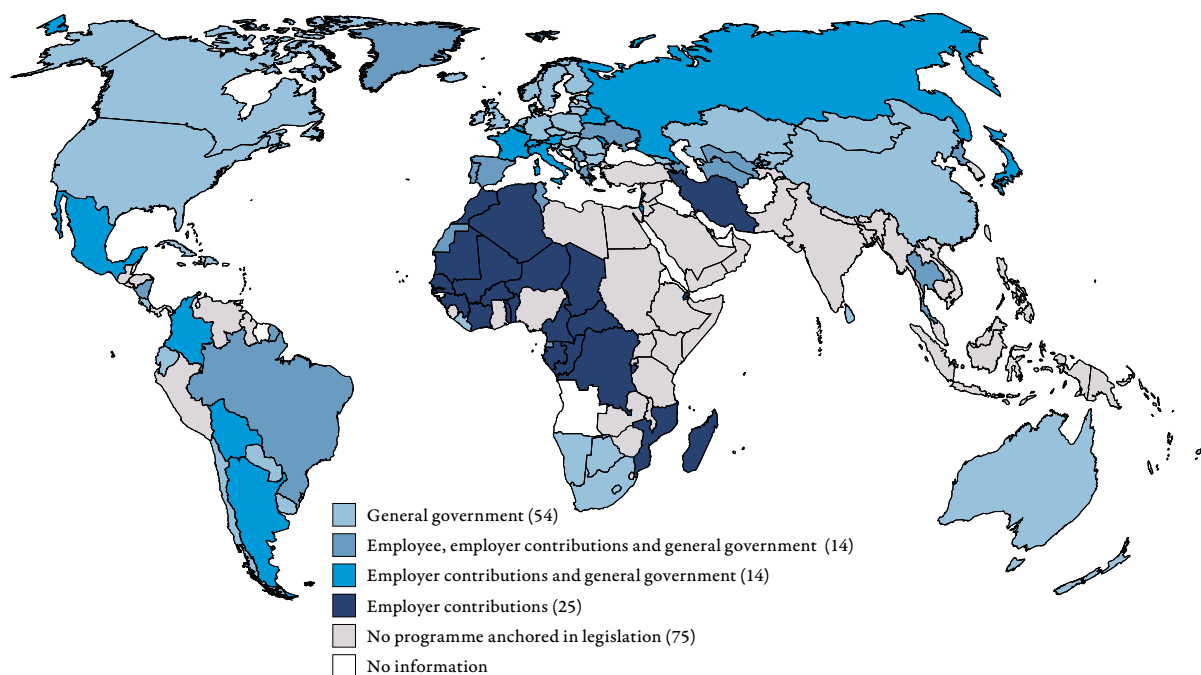 General government (54)
Employee, employer contributions and general government (14)
Employer contributions and general government (14)
Employer contributions (25)
No programme anchored in legislation (75)
No information